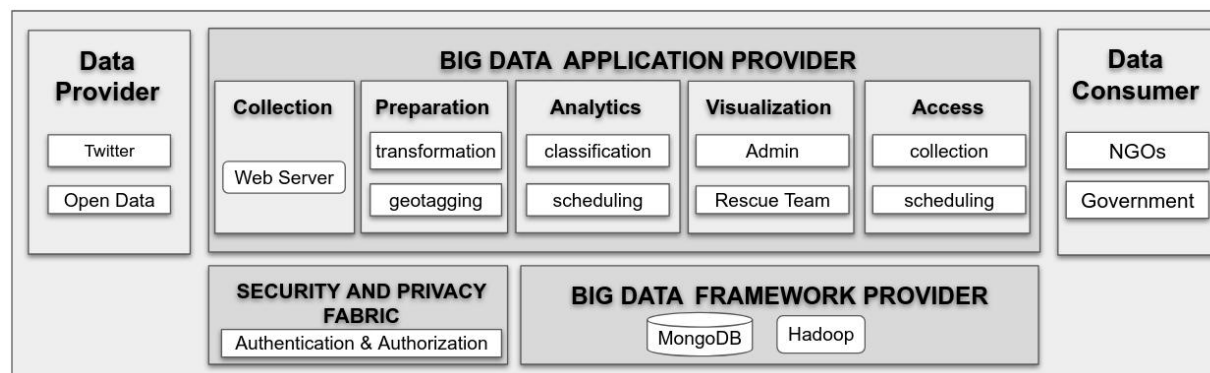 Data
Provider
Twitter
Open Data
BIG DATA APPLICATION PROVIDER
Collection
Web Server
Preparation
transformation
geotagging
Analytics
classification
scheduling
Visualization
Admin
Rescue Team
Access
collection
scheduling
Data
Consumer
NGOs
Government
SECURITY AND PRIVACY
FABRIC
Authentication & Authorization
BIG DATA FRAMEWORK PROVIDER
MongoDB
Hadoop